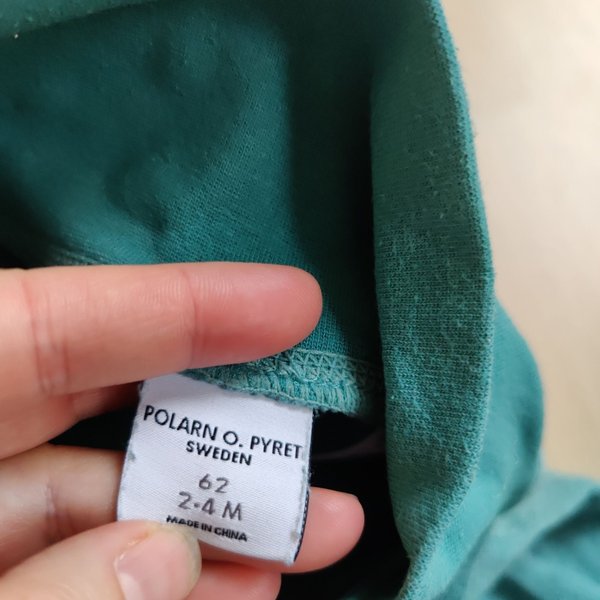 POLARN O. PYRET
SWEDEN
62
2-4 M
MADE IN CHINA